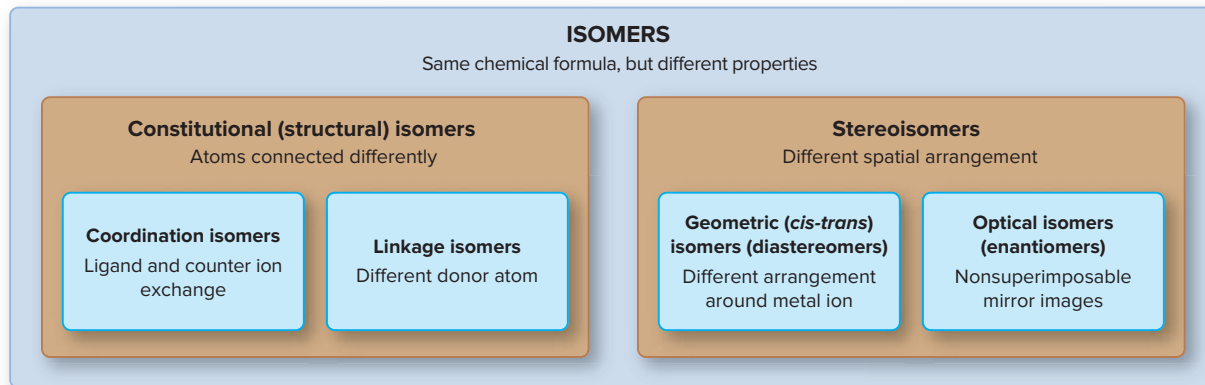 ISOMERS
Same chemical formula, but different properties
Constitutional (structural) isomers
Atoms connected differently
Coordination isomers
Ligand and counter ion
exchange
Linkage isomers
Different donor atom
Stereoisomers
Different spatial arrangement
Geometric (cis-trans)
isomers (diastereomers)
Different arrangement
around metal ion
Optical isomers
(enantiomers)
Nonsuperimposable
mirror images